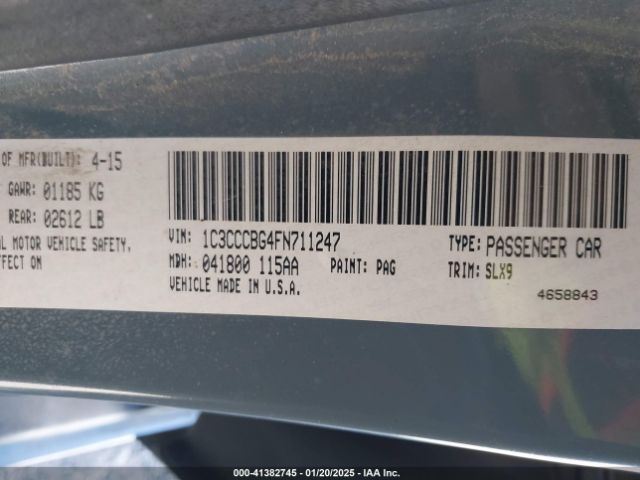 OF MFR(BUILT): 4-15
GAWR: 01185 KG
REAR: 02612 LB
L MOTOR VEHICLE SAFETY,
FFECT ON
VIN: 1C3CCCBG4FN711247
TYPE: PASSENGER CAR
MDH: 041800 115AA
PAINT: PAG
TRIM: SLX9
VEHICLE MADE IN U.S.A.
4658843
000-41382745 - 01/20/2025 - IAA Inc.